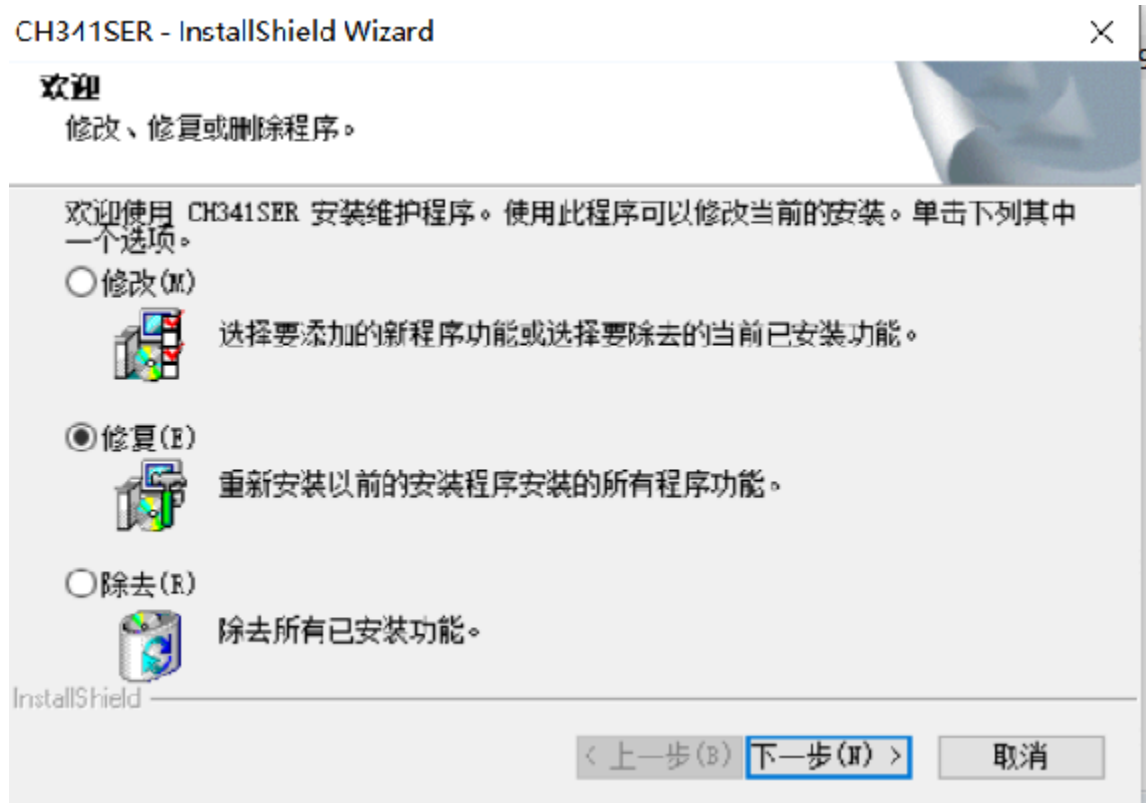 CH341SER - InstallShield Wizard
欢迎
修改、修复或删除程序。
欢迎使用 CH341SER 安装维护程序。使用此程序可以修改当前的安装。单击下列其中
一个选项。
修改(M)
选择要添加的新程序功能或选择要除去的当前已安装功能。
修复(E)
重新安装以前的安装程序安装的所有程序功能。
除去(R)
除去所有已安装功能。
InstallShield
< 上一步(B) 下一步(N) > 取消